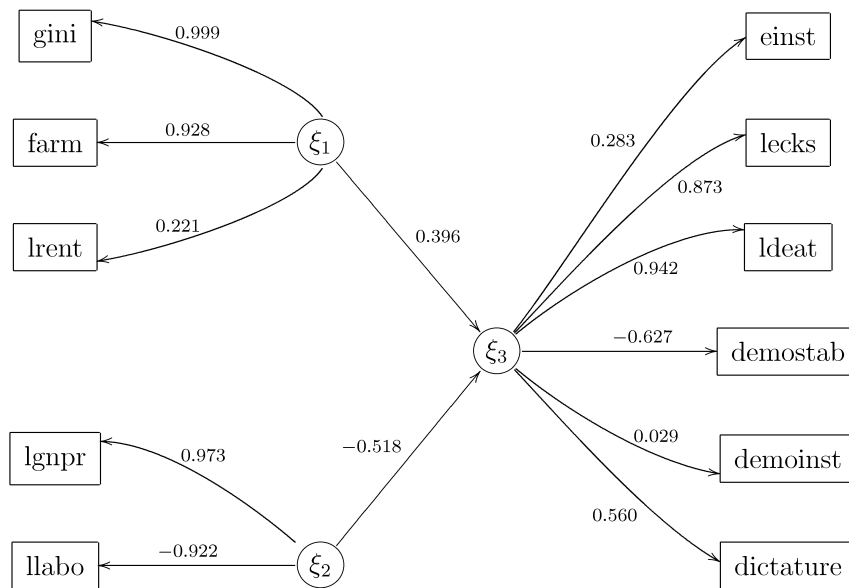 gini
0.999
einst
farm
0.928
ξ1
0.283
lecks
0.873
lrent
0.221
0.396
ldeat
0.942
ξ3
−0.627
demostab
lgnpr
0.973
−0.518
0.029
demoinst
0.560
llabo
−0.922
ξ2
dictature